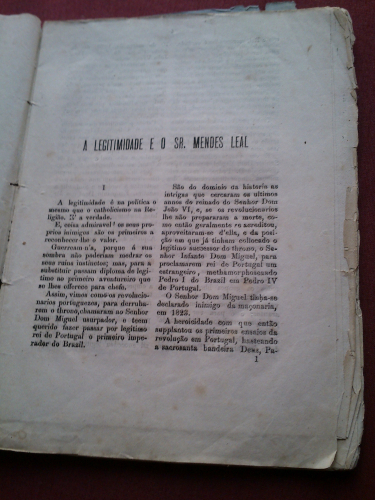 A LEGITIMIDADE E O SR. MENDES LEAL
I
A legitimidade é na politica o
mesmo que o catholicismo na Re-
ligião. E' a verdade.
E, coisa admiravel! os seus pro-
prios inimigos são os primeiros a
reconhecer-lhe o valor.
Guerream-n'a, porque á sua
sombra não poderiam medrar os
seus ruins instinctos; mas, para a
substituir passam diploma de legi-
timo ao primeiro aventureiro que
se lhes offerece para chefe.
Assim, vimos como os revolucio-
narios portuguezes, para derruba-
rem o throno, chamaram ao Senhor
Dom Miguel usurpador, e teem
querido fazer passar por legitimo
rei de Portugal o primeiro impe-
rador do Brazil.
São do dominio da historia as
intrigas que cercaram os ultimos
annos do reinado do Senhor Dom
João VI, e, se os revolucionarios
lhe não prepararam a morte, co-
mo então geralmente se acreditou,
aproveitaram-se d'ella, e da posi-
ção em que já tinham collocado o
legitimo successor do throno, o Se-
nhor Infante Dom Miguel, para
proclamarem rei de Portugal um
estrangeiro, methamorphoseando
Pedro I do Brazil em Pedro IV
de Portugal.
O Senhor Dom Miguel tinha-se
declarado inimigo da maçonaria,
em 1823.
A heroicidade com que então
supplantou os primeiros ensaios da
revolução em Portugal, hasteando
a sacrosanta bandeira Deus, Pa-
1